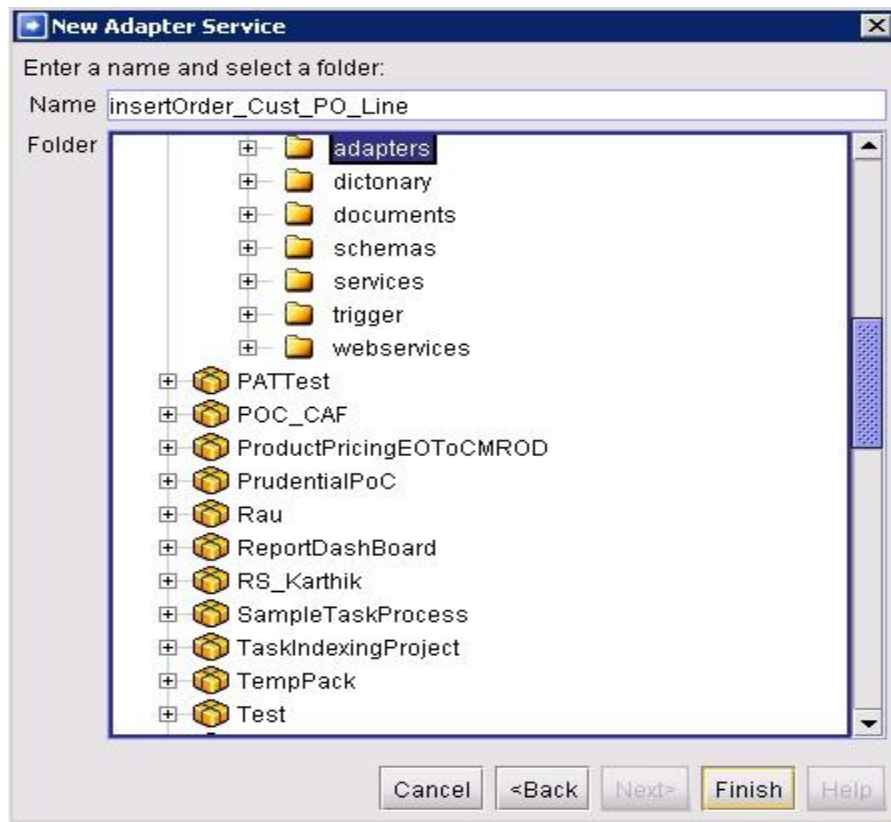 New Adapter Service
Enter a name and select a folder:
Name insertOrder_Cust_PO_Line
Folder
adapters
dictonary
documents
schemas
services
trigger
webservices
PATTest
POC_CAF
ProductPricingEOToCMROD
PrudentialPoC
Rau
ReportDashBoard
RS_Karthik
SampleTaskProcess
TaskIndexingProject
TempPack
Test
Cancel <Back Next> Finish Help